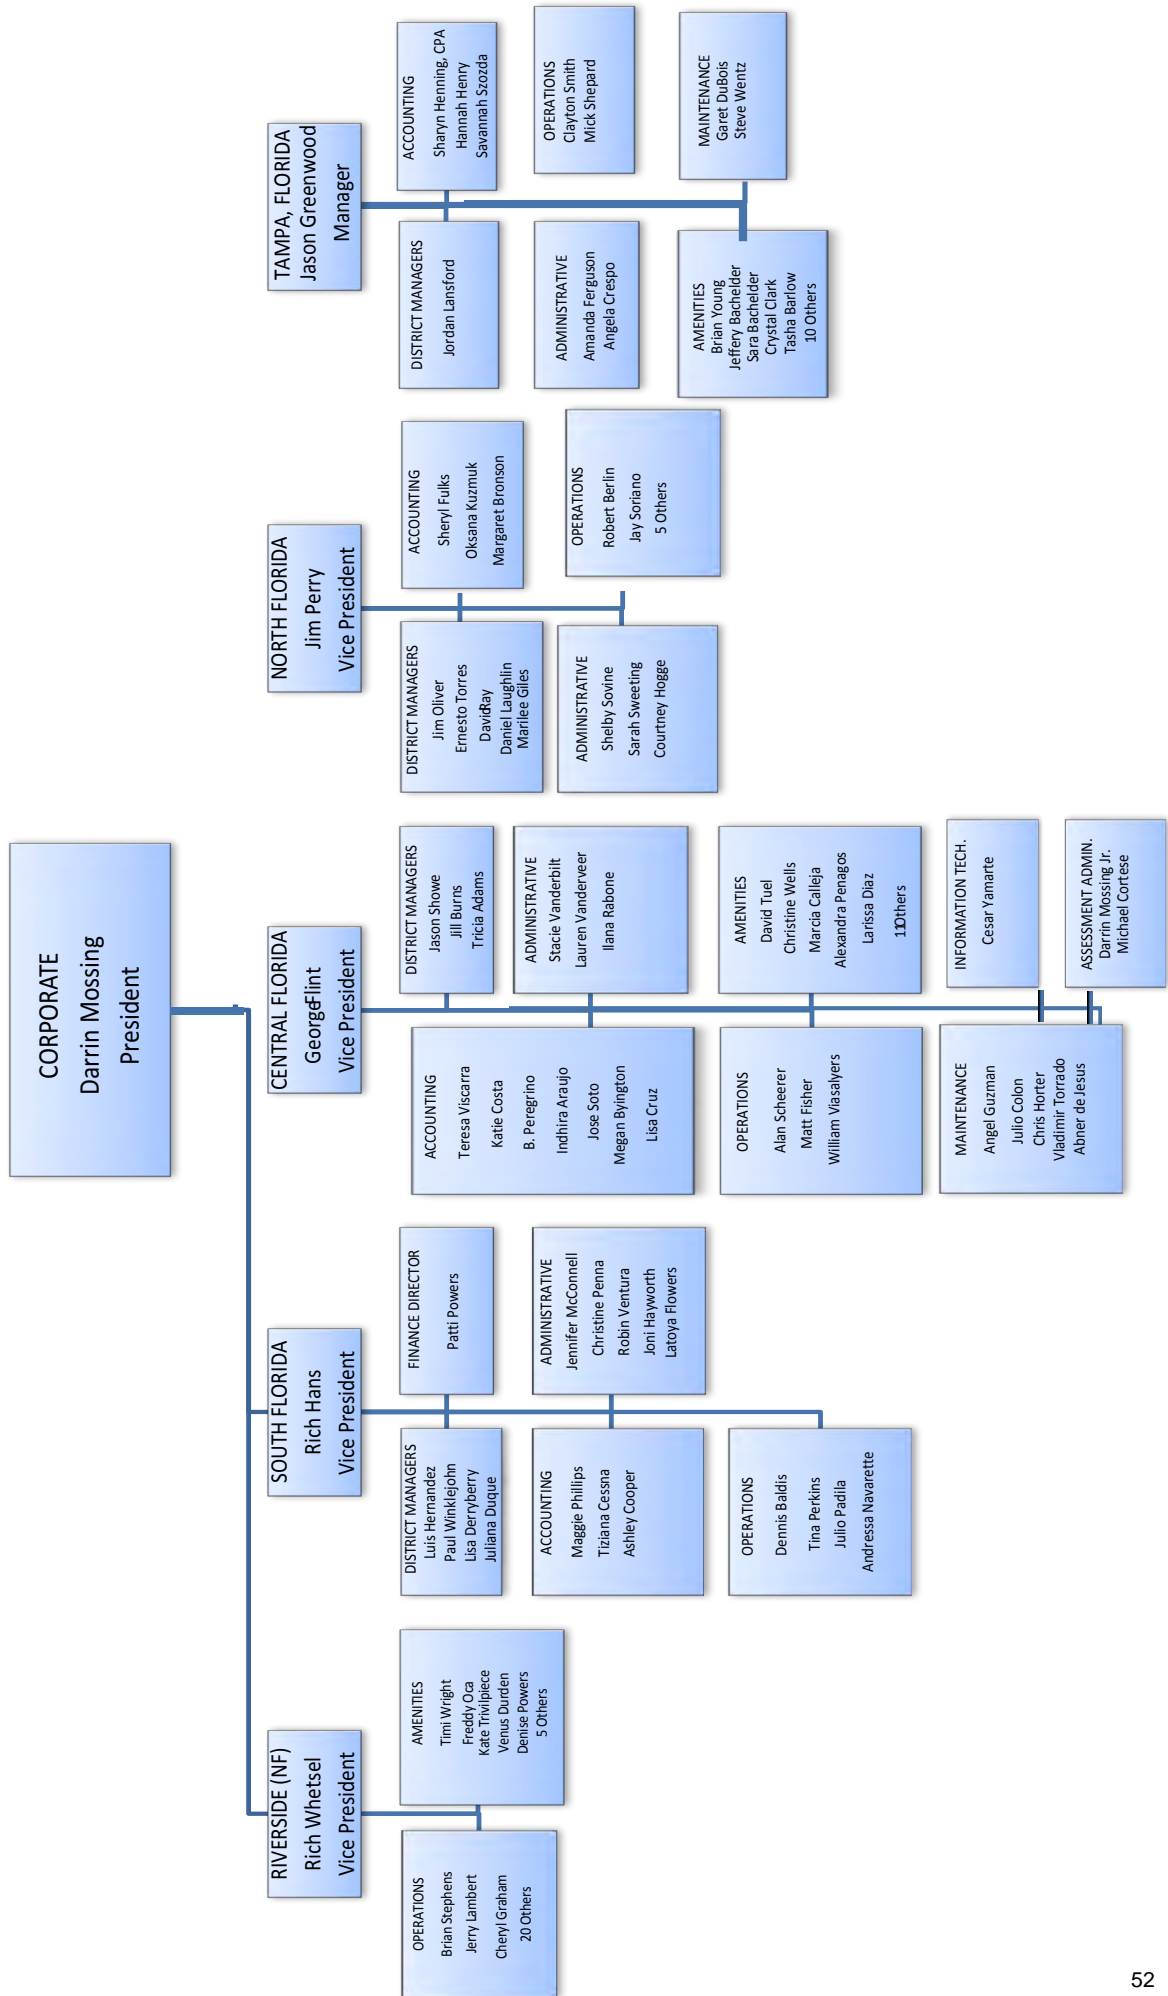 CORPORATE
Darrin Mossing
President
RIVERSIDE (NF)
Rich Whetsel
Vice President
OPERATIONS
Brian Stephens
Jerry Lambert
Cheryl Graham
20 Others
AMENITIES
Timi Wright
Freddy Oca
Kate Trivilpiece
Venus Durden
Denise Powers
5 Others
SOUTH FLORIDA
Rich Hans
Vice President
DISTRICT MANAGERS
Luis Hernandez
Paul Winklejohn
Lisa Derryberry
Juliana Duque
FINANCE DIRECTOR
Patti Powers
ACCOUNTING
Maggie Phillips
Tiziana Cessna
Ashley Cooper
ADMINISTRATIVE
Jennifer McConnell
Christine Penna
Robin Ventura
Joni Hayworth
Latoya Flowers
OPERATIONS
Dennis Baldis
Tina Perkins
Julio Padila
Andressa Navarette
CENTRAL FLORIDA
George Flint
Vice President
DISTRICT MANAGERS
Jason Showe
Jill Burns
Tricia Adams
ACCOUNTING
Teresa Viscarra
Katie Costa
B. Peregrino
Indhira Araujo
Jose Soto
Megan Byington
Lisa Cruz
ADMINISTRATIVE
Stacie Vanderbilt
Lauren Vanderveer
Ilana Rabone
OPERATIONS
Alan Scheerer
Matt Fisher
William Viasalyers
AMENITIES
David Tuel
Christine Wells
Marcia Calleja
Alexandra Penagos
Larissa Diaz
Others
MAINTENANCE
Angel Guzman
Julio Colon
Chris Horter
Vladimir Torrado
Abner de Jesus
INFORMATION TECH.
Cesar Yamarte
ASSESSMENT ADMIN.
Darrin Mossing Jr.
Michael Cortese
NORTH FLORIDA
Jim Perry
Vice President
DISTRICT MANAGERS
Jim Oliver
Ernesto Torres
David Ray
Daniel Laughlin
Marilee Giles
ACCOUNTING
Sheryl Fulks
Oksana Kuzmuk
Margaret Bronson
ADMINISTRATIVE
Shelby Sovine
Sarah Sweeting
Courtney Hogge
OPERATIONS
Robert Berlin
Jay Soriano
5 Others
TAMPA, FLORIDA
Jason Greenwood
Manager
DISTRICT MANAGERS
Jordan Lansford
ACCOUNTING
Sharyn Henning, CPA
Hannah Henry
Savannah Szozda
ADMINISTRATIVE
Amanda Ferguson
Angela Crespo
OPERATIONS
Clayton Smith
Mick Shepard
AMENITIES
Brian Young
Jeffery Bachelder
Sara Bachelder
Crystal Clark
Tasha Barlow
10 Others
MAINTENANCE
Garet DuBois
Steve Wentz
52